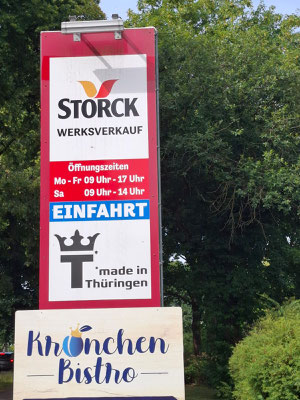 STORCK
WERKSVERKAUF
Öffnungszeiten
Mo - Fr 09 Uhr - 17 Uhr
Sa 09 Uhr - 14 Uhr
EINFAHRT
T
*made in
Thüringen
Krönchen
Bistro